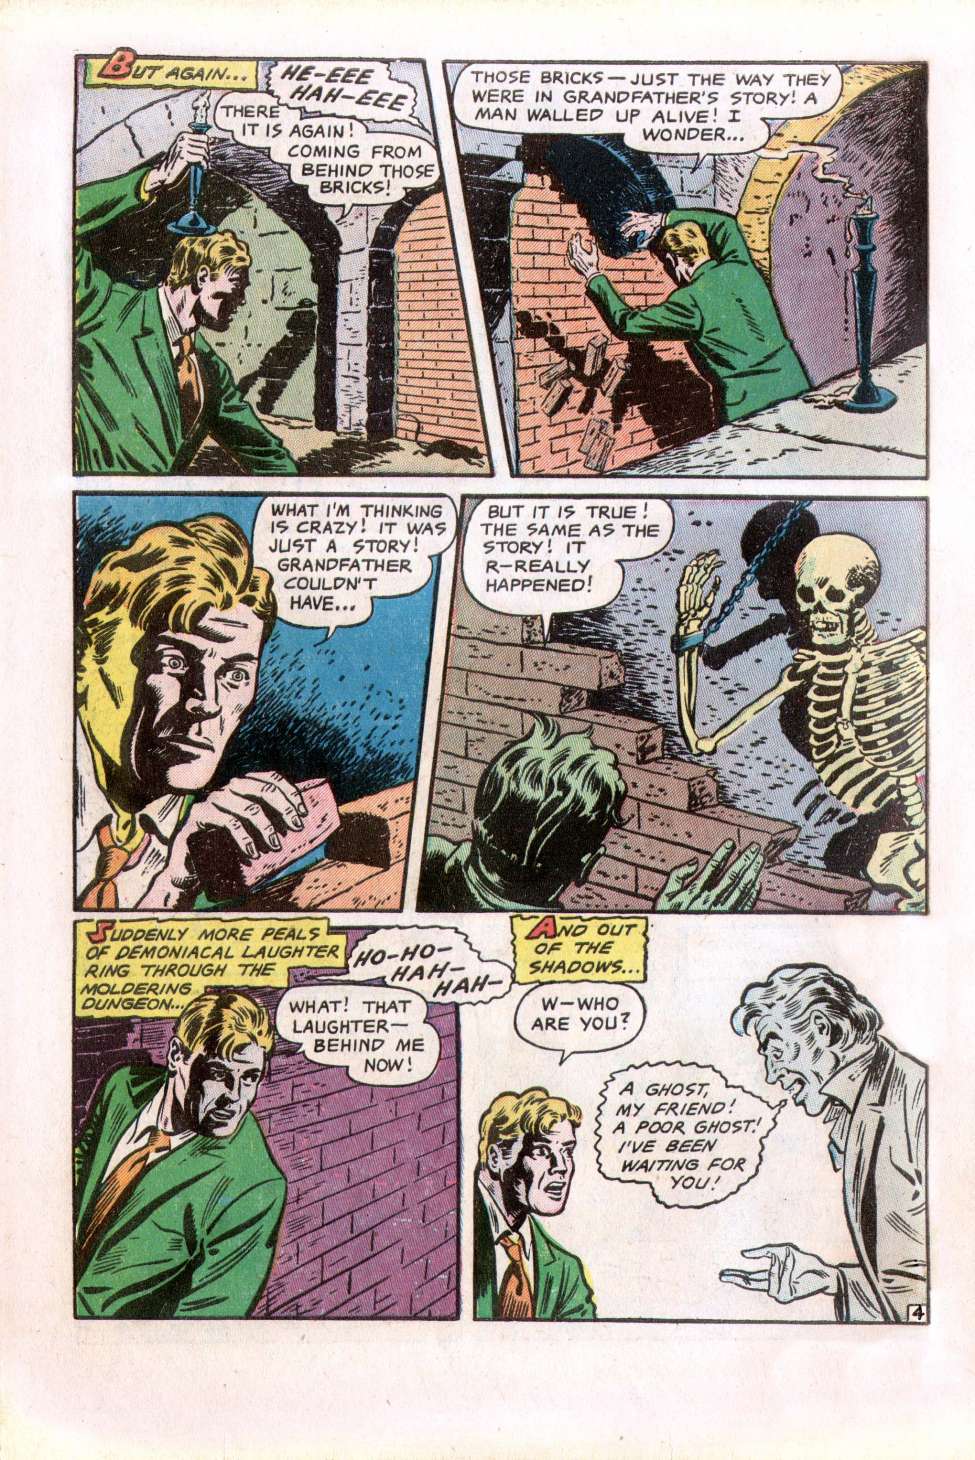 BUT AGAIN...
HE-EEE
HAH-EEE
THERE
IT IS AGAIN!
COMING FROM
BEHIND THOSE
BRICKS!
THOSE BRICKS—JUST THE WAY THEY
WERE IN GRANDFATHER'S STORY! A
MAN WALLED UP ALIVE! I
WONDER...
WHAT I'M THINKING
IS CRAZY! IT WAS
JUST A STORY!
GRANDFATHER
COULDN'T
HAVE...
BUT IT IS TRUE!
THE SAME AS THE
STORY! IT
R-REALLY
HAPPENED!
SUDDENLY MORE PEALS
OF DEMONIACAL LAUGHTER
RING THROUGH THE
MOLDERING
DUNGEON...
HO-HO-
HAH-
HAH-
WHAT! THAT
LAUGHTER—
BEHIND ME
NOW!
AND OUT
OF THE
SHADOWS...
W-WHO
ARE YOU?
A GHOST,
MY FRIEND!
A POOR GHOST!
I'VE BEEN
WAITING FOR
YOU!
4